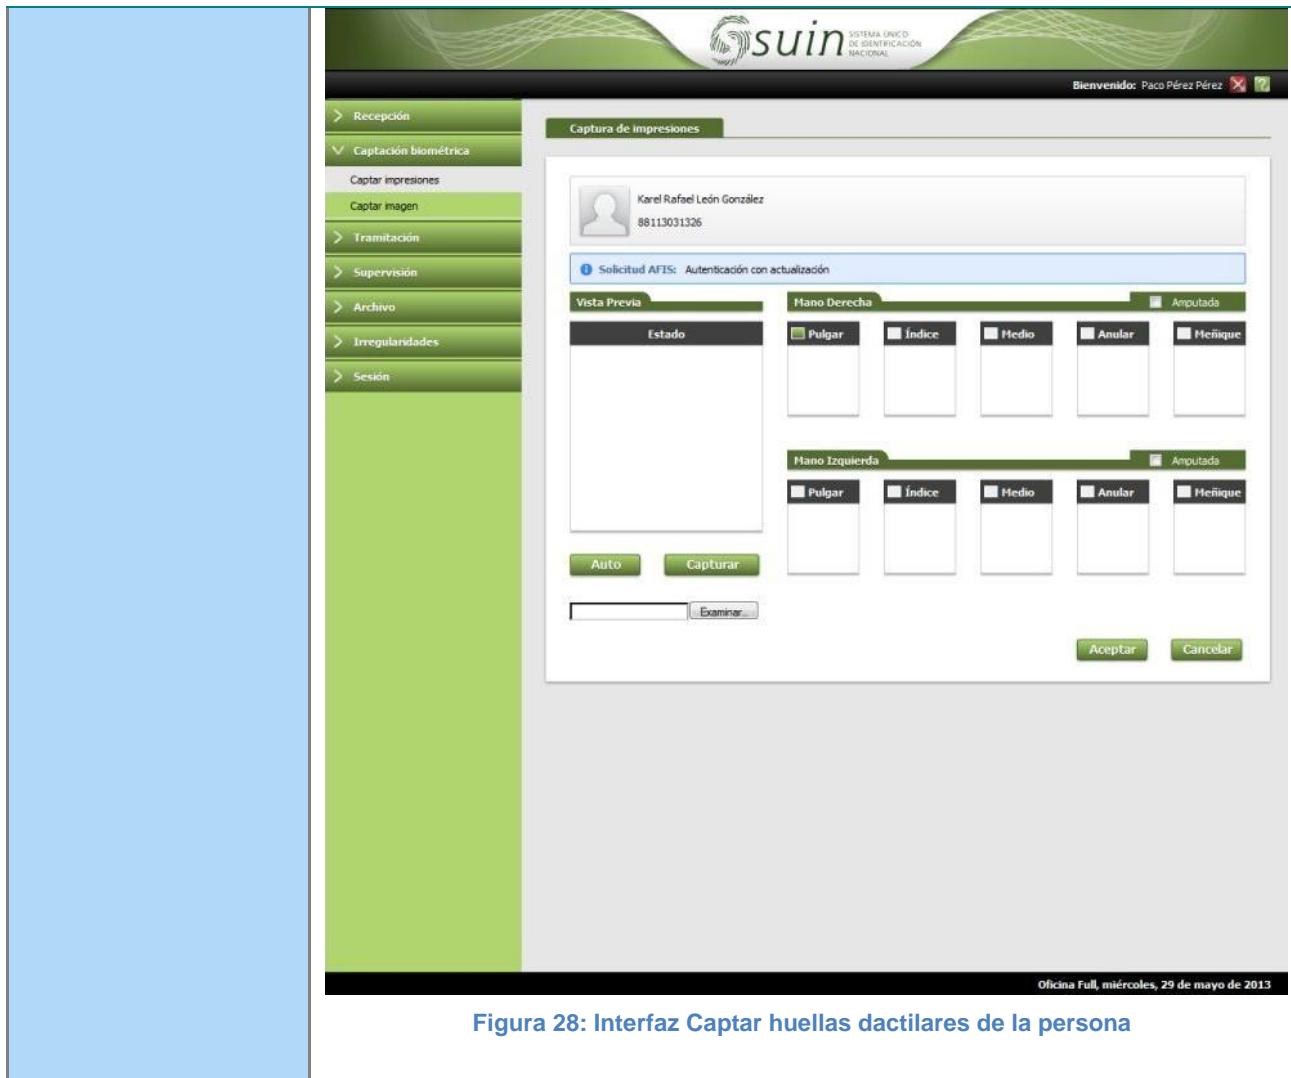 suin SISTEMA ÚNICO
DE IDENTIFICACIÓN
NACIONAL
Bienvenido: Paco Pérez Pérez
Recepción
Captación biométrica
Captar impresiones
Captar imagen
Tramitación
Supervisión
Archivo
Irregularidades
Sesión
Captura de impresiones
Karel Rafael León González
88113031326
Solicitud AFIS: Autenticación con actualización
Vista Previa
Estado
Mano Derecha Amputada
Pulgar Índice Medio Anular Meñique
Mano Izquierda Amputada
Pulgar Índice Medio Anular Meñique
Auto Capturar
Examinar...
Aceptar Cancelar
Oficina Full, miércoles, 29 de mayo de 2013
Figura 28: Interfaz Captar huellas dactilares de la persona